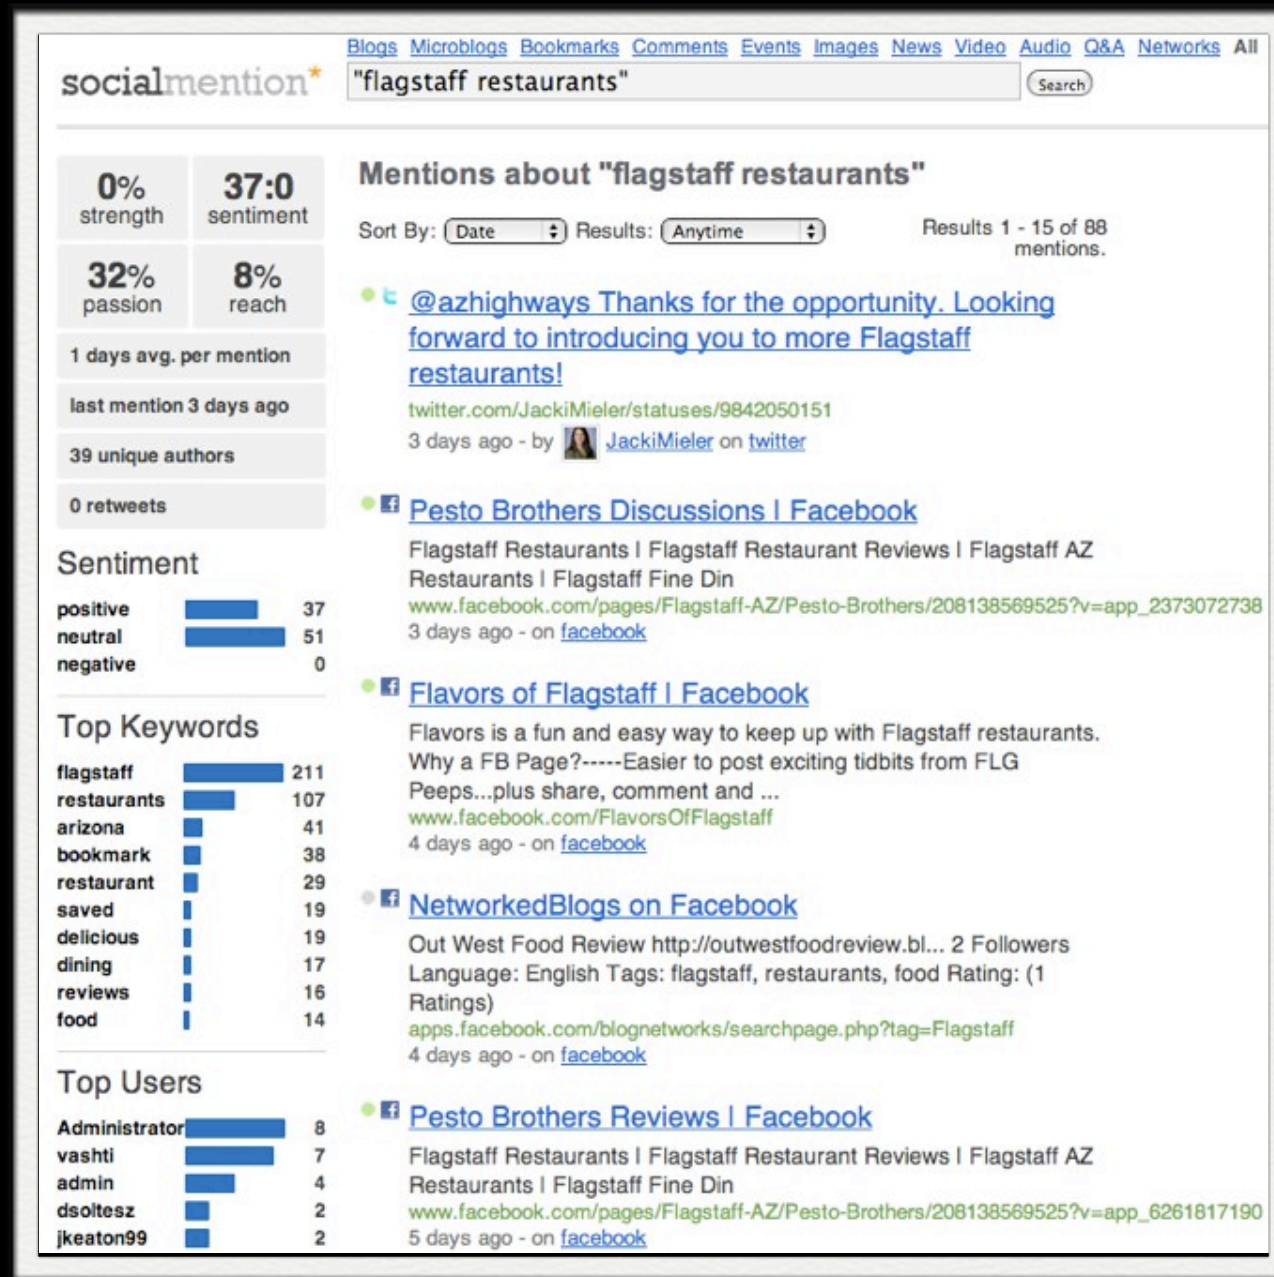 Blogs Microblogs Bookmarks Comments Events Images News Video Audio Q&A Networks All
socialmention*
"flagstaff restaurants"
Search
0%
strength
37:0
sentiment
32%
passion
8%
reach
1 days avg. per mention
last mention 3 days ago
39 unique authors
0 retweets
Sentiment
positive 37
neutral 51
negative 0
Top Keywords
flagstaff 211
restaurants 107
arizona 41
bookmark 38
restaurant 29
saved 19
delicious 19
dining 17
reviews 16
food 14
Top Users
Administrator 8
vashti 7
admin 4
dsoltesz 2
jkeaton99 2
Mentions about "flagstaff restaurants"
Sort By: Date Results: Anytime
Results 1 - 15 of 88
mentions.
@azhighways Thanks for the opportunity. Looking
forward to introducing you to more Flagstaff
restaurants!
twitter.com/JackiMieler/statuses/9842050151
3 days ago - by JackiMieler on twitter
Pesto Brothers Discussions | Facebook
Flagstaff Restaurants | Flagstaff Restaurant Reviews | Flagstaff AZ
Restaurants | Flagstaff Fine Din
www.facebook.com/pages/Flagstaff-AZ/Pesto-Brothers/208138569525?v=app_2373072738
3 days ago - on facebook
Flavors of Flagstaff | Facebook
Flavors is a fun and easy way to keep up with Flagstaff restaurants.
Why a FB Page?-----Easier to post exciting tidbits from FLG
Peeps...plus share, comment and ...
www.facebook.com/FlavorsOfFlagstaff
4 days ago - on facebook
NetworkedBlogs on Facebook
Out West Food Review http://outwestfoodreview.bl... 2 Followers
Language: English Tags: flagstaff, restaurants, food Rating: (1
Ratings)
apps.facebook.com/blognetworks/searchpage.php?tag=Flagstaff
4 days ago - on facebook
Pesto Brothers Reviews | Facebook
Flagstaff Restaurants | Flagstaff Restaurant Reviews | Flagstaff AZ
Restaurants | Flagstaff Fine Din
www.facebook.com/pages/Flagstaff-AZ/Pesto-Brothers/208138569525?v=app_6261817190
5 days ago - on facebook